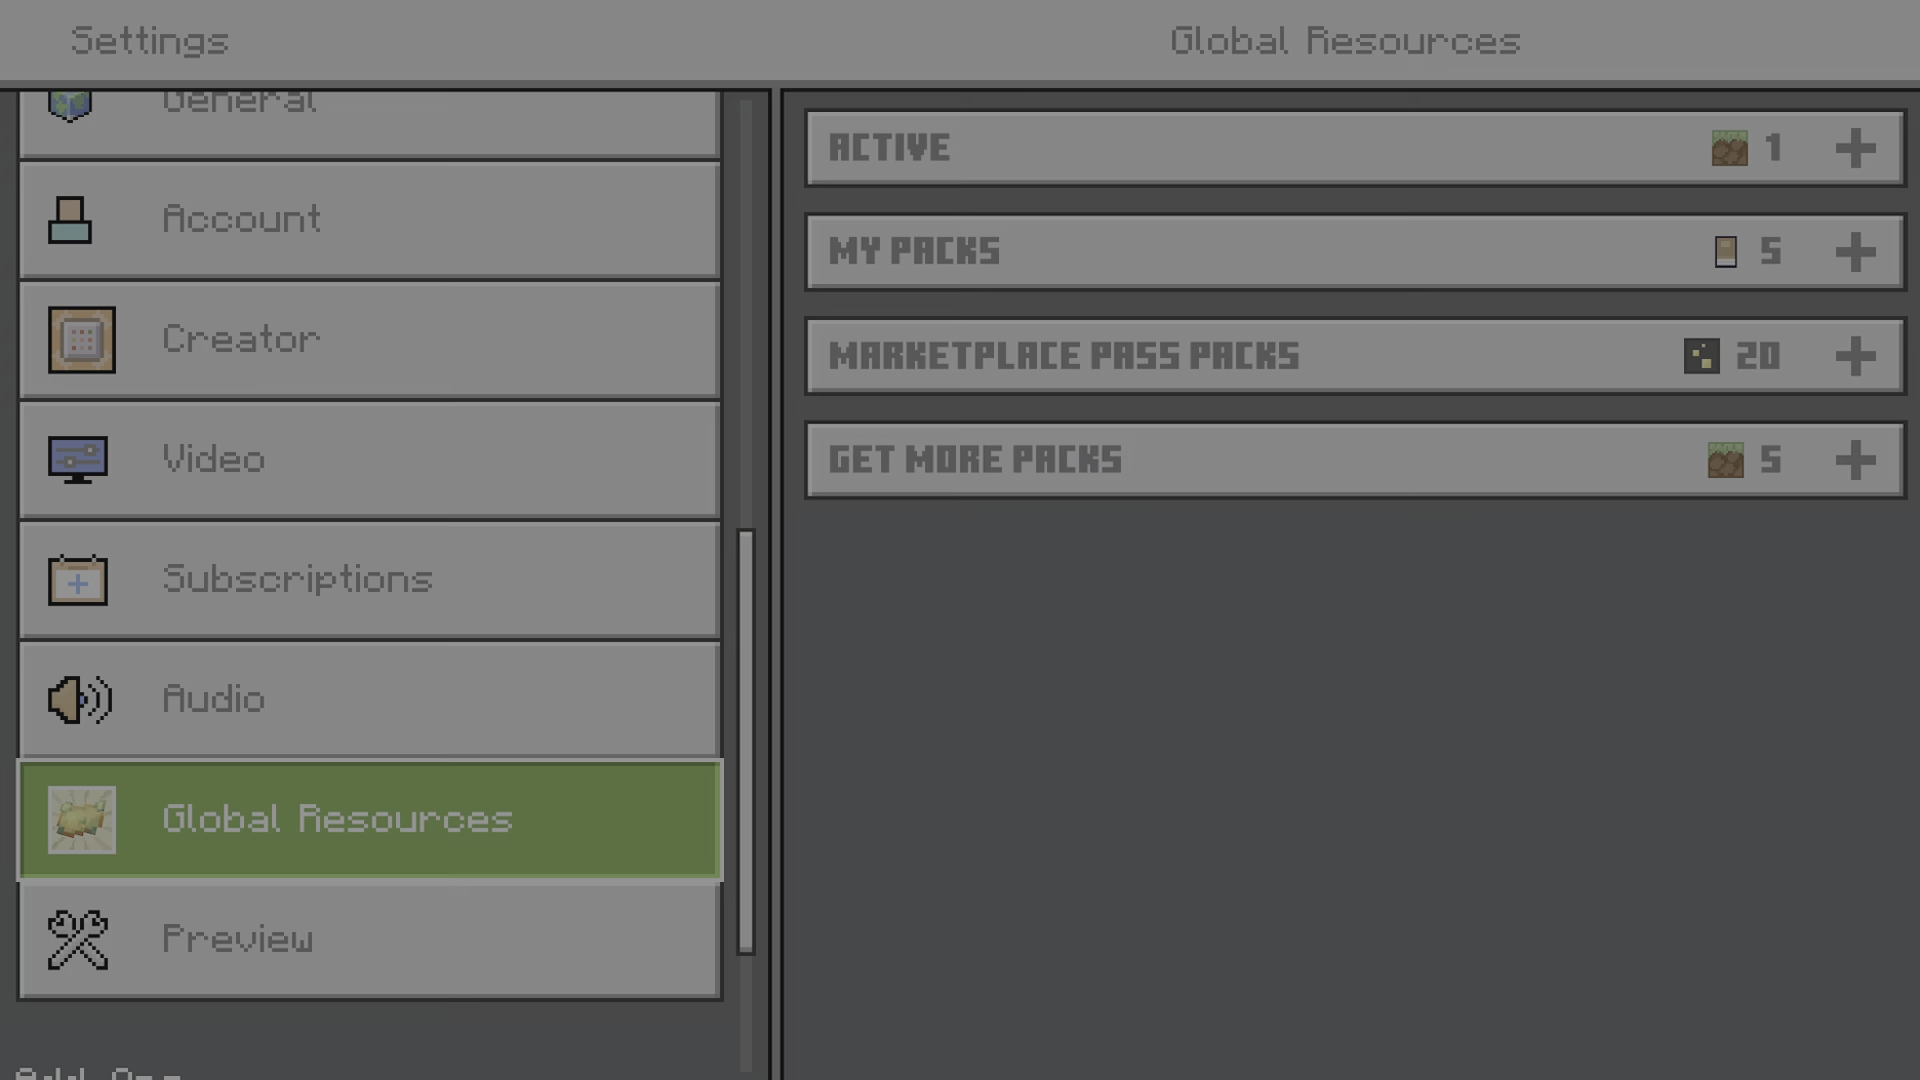 Settings
Global Resources
General
Account
Creator
Video
Subscriptions
Audio
Global Resources
Preview
ACTIVE 1
MY PACKS 5
MARKETPLACE PASS PACKS 20
GET MORE PACKS 5